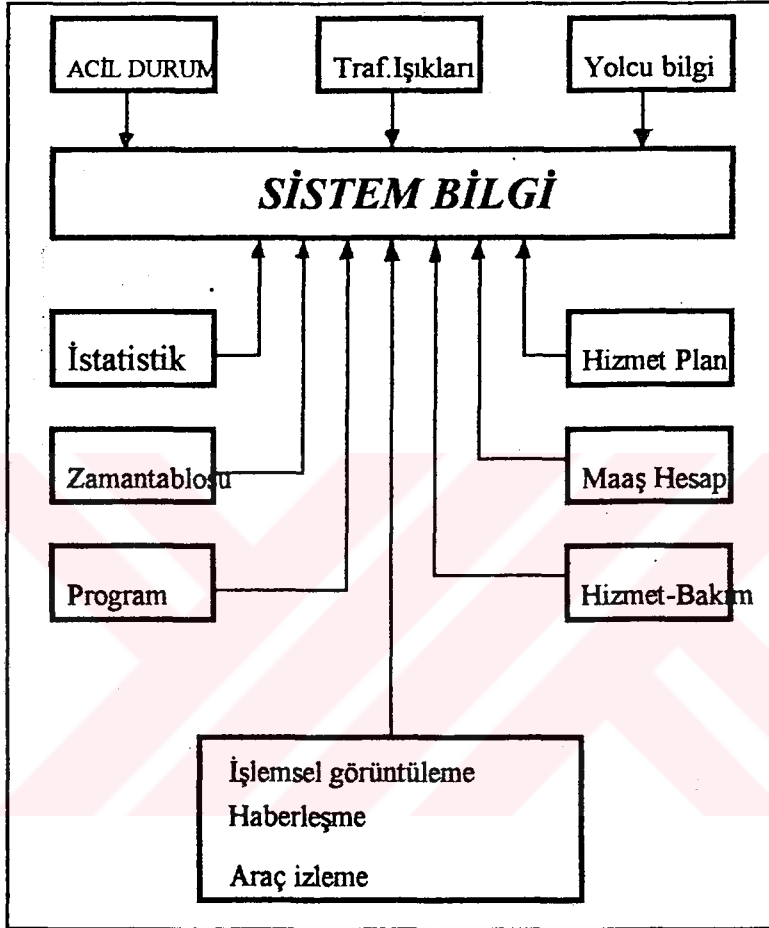 ACİL DURUM
Traf.Işıkları
Yolcu bilgi
SİSTEM BİLGİ
İstatistik
Hizmet Plan
Zamantablosu
Maaş Hesap
Program
Hizmet-Bakım
İşlemsel görüntüleme
Haberleşme
Araç izleme